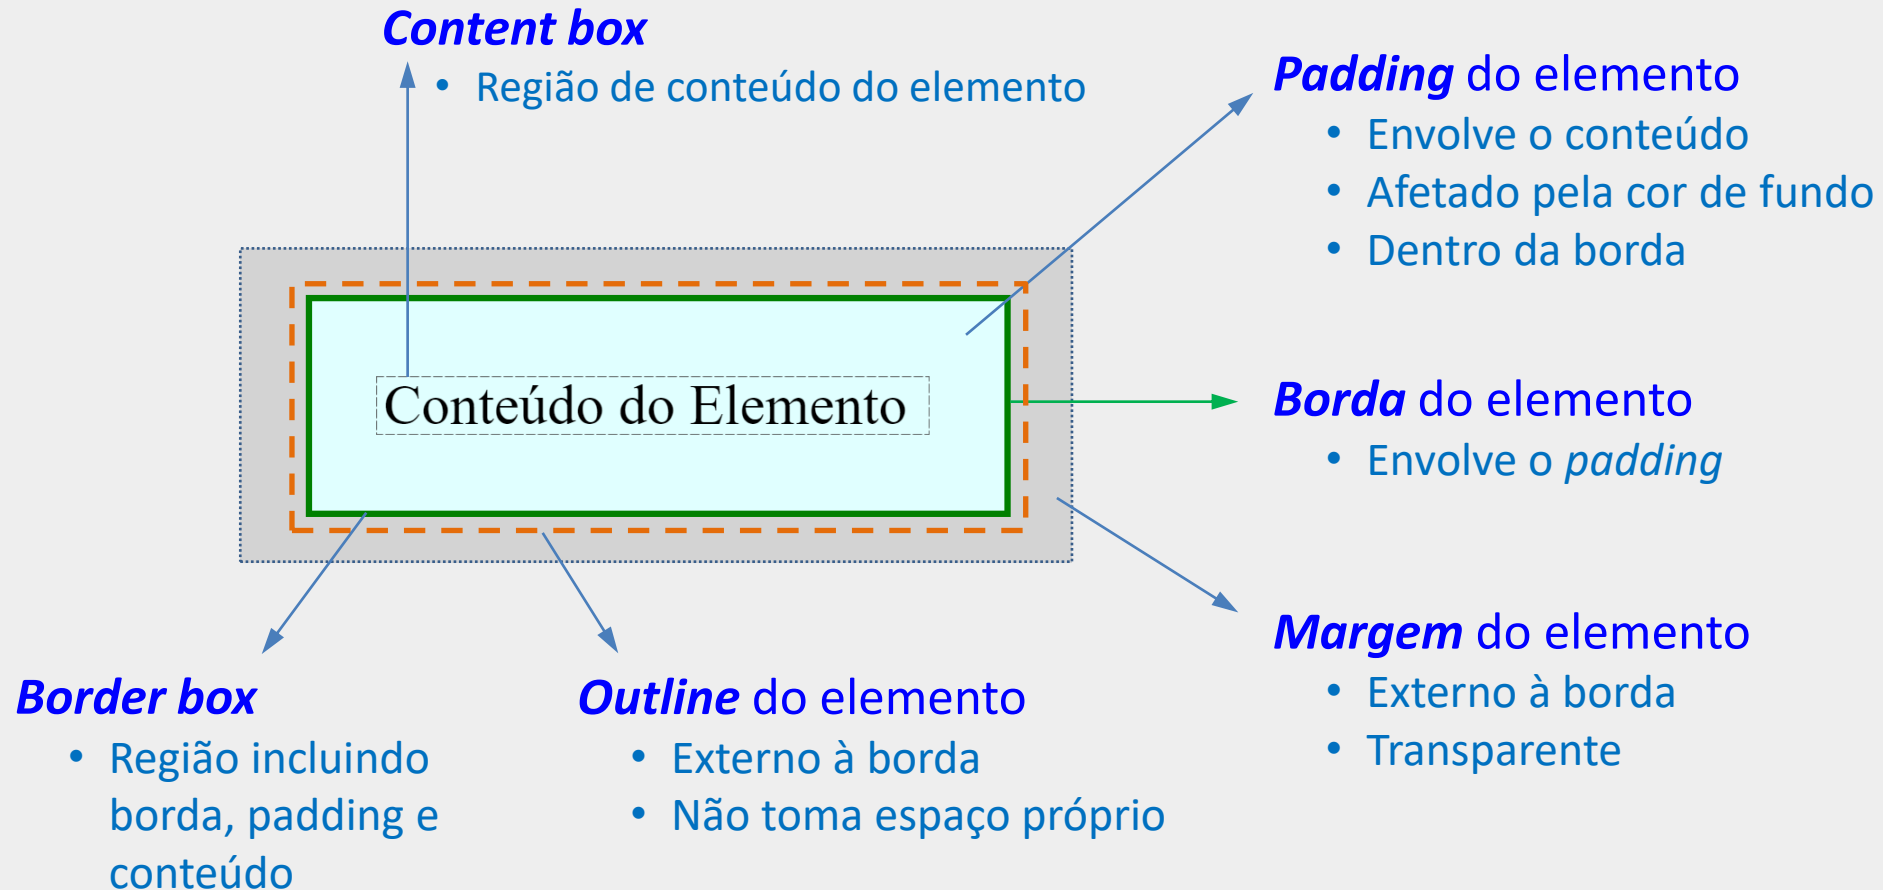 Content box
• Região de conteúdo do elemento
Padding do elemento
• Envolve o conteúdo
• Afetado pela cor de fundo
• Dentro da borda
Conteúdo do Elemento
Borda do elemento
• Envolve o padding
Margem do elemento
• Externo à borda
• Transparente
Border box
• Região incluindo
borda, padding e
conteúdo
Outline do elemento
• Externo à borda
• Não toma espaço próprio